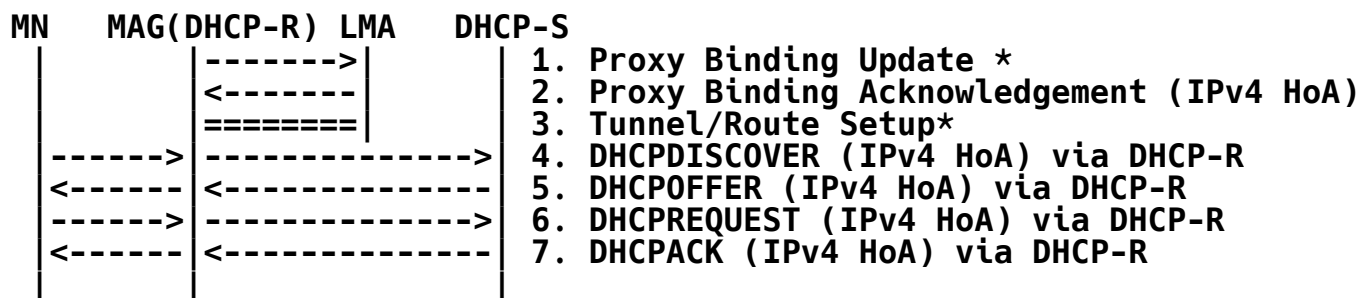 MN   MAG(DHCP-R) LMA   DHCP-S
|------->| 1. Proxy Binding Update *
|<-------| 2. Proxy Binding Acknowledgement (IPv4 HoA)
|========| 3. Tunnel/Route Setup*
|------>|-------------->| 4. DHCPDISCOVER (IPv4 HoA) via DHCP-R
|<------|<--------------| 5. DHCPOFFER (IPv4 HoA) via DHCP-R
|------>|-------------->| 6. DHCPREQUEST (IPv4 HoA) via DHCP-R
|<------|<--------------| 7. DHCPACK (IPv4 HoA) via DHCP-R